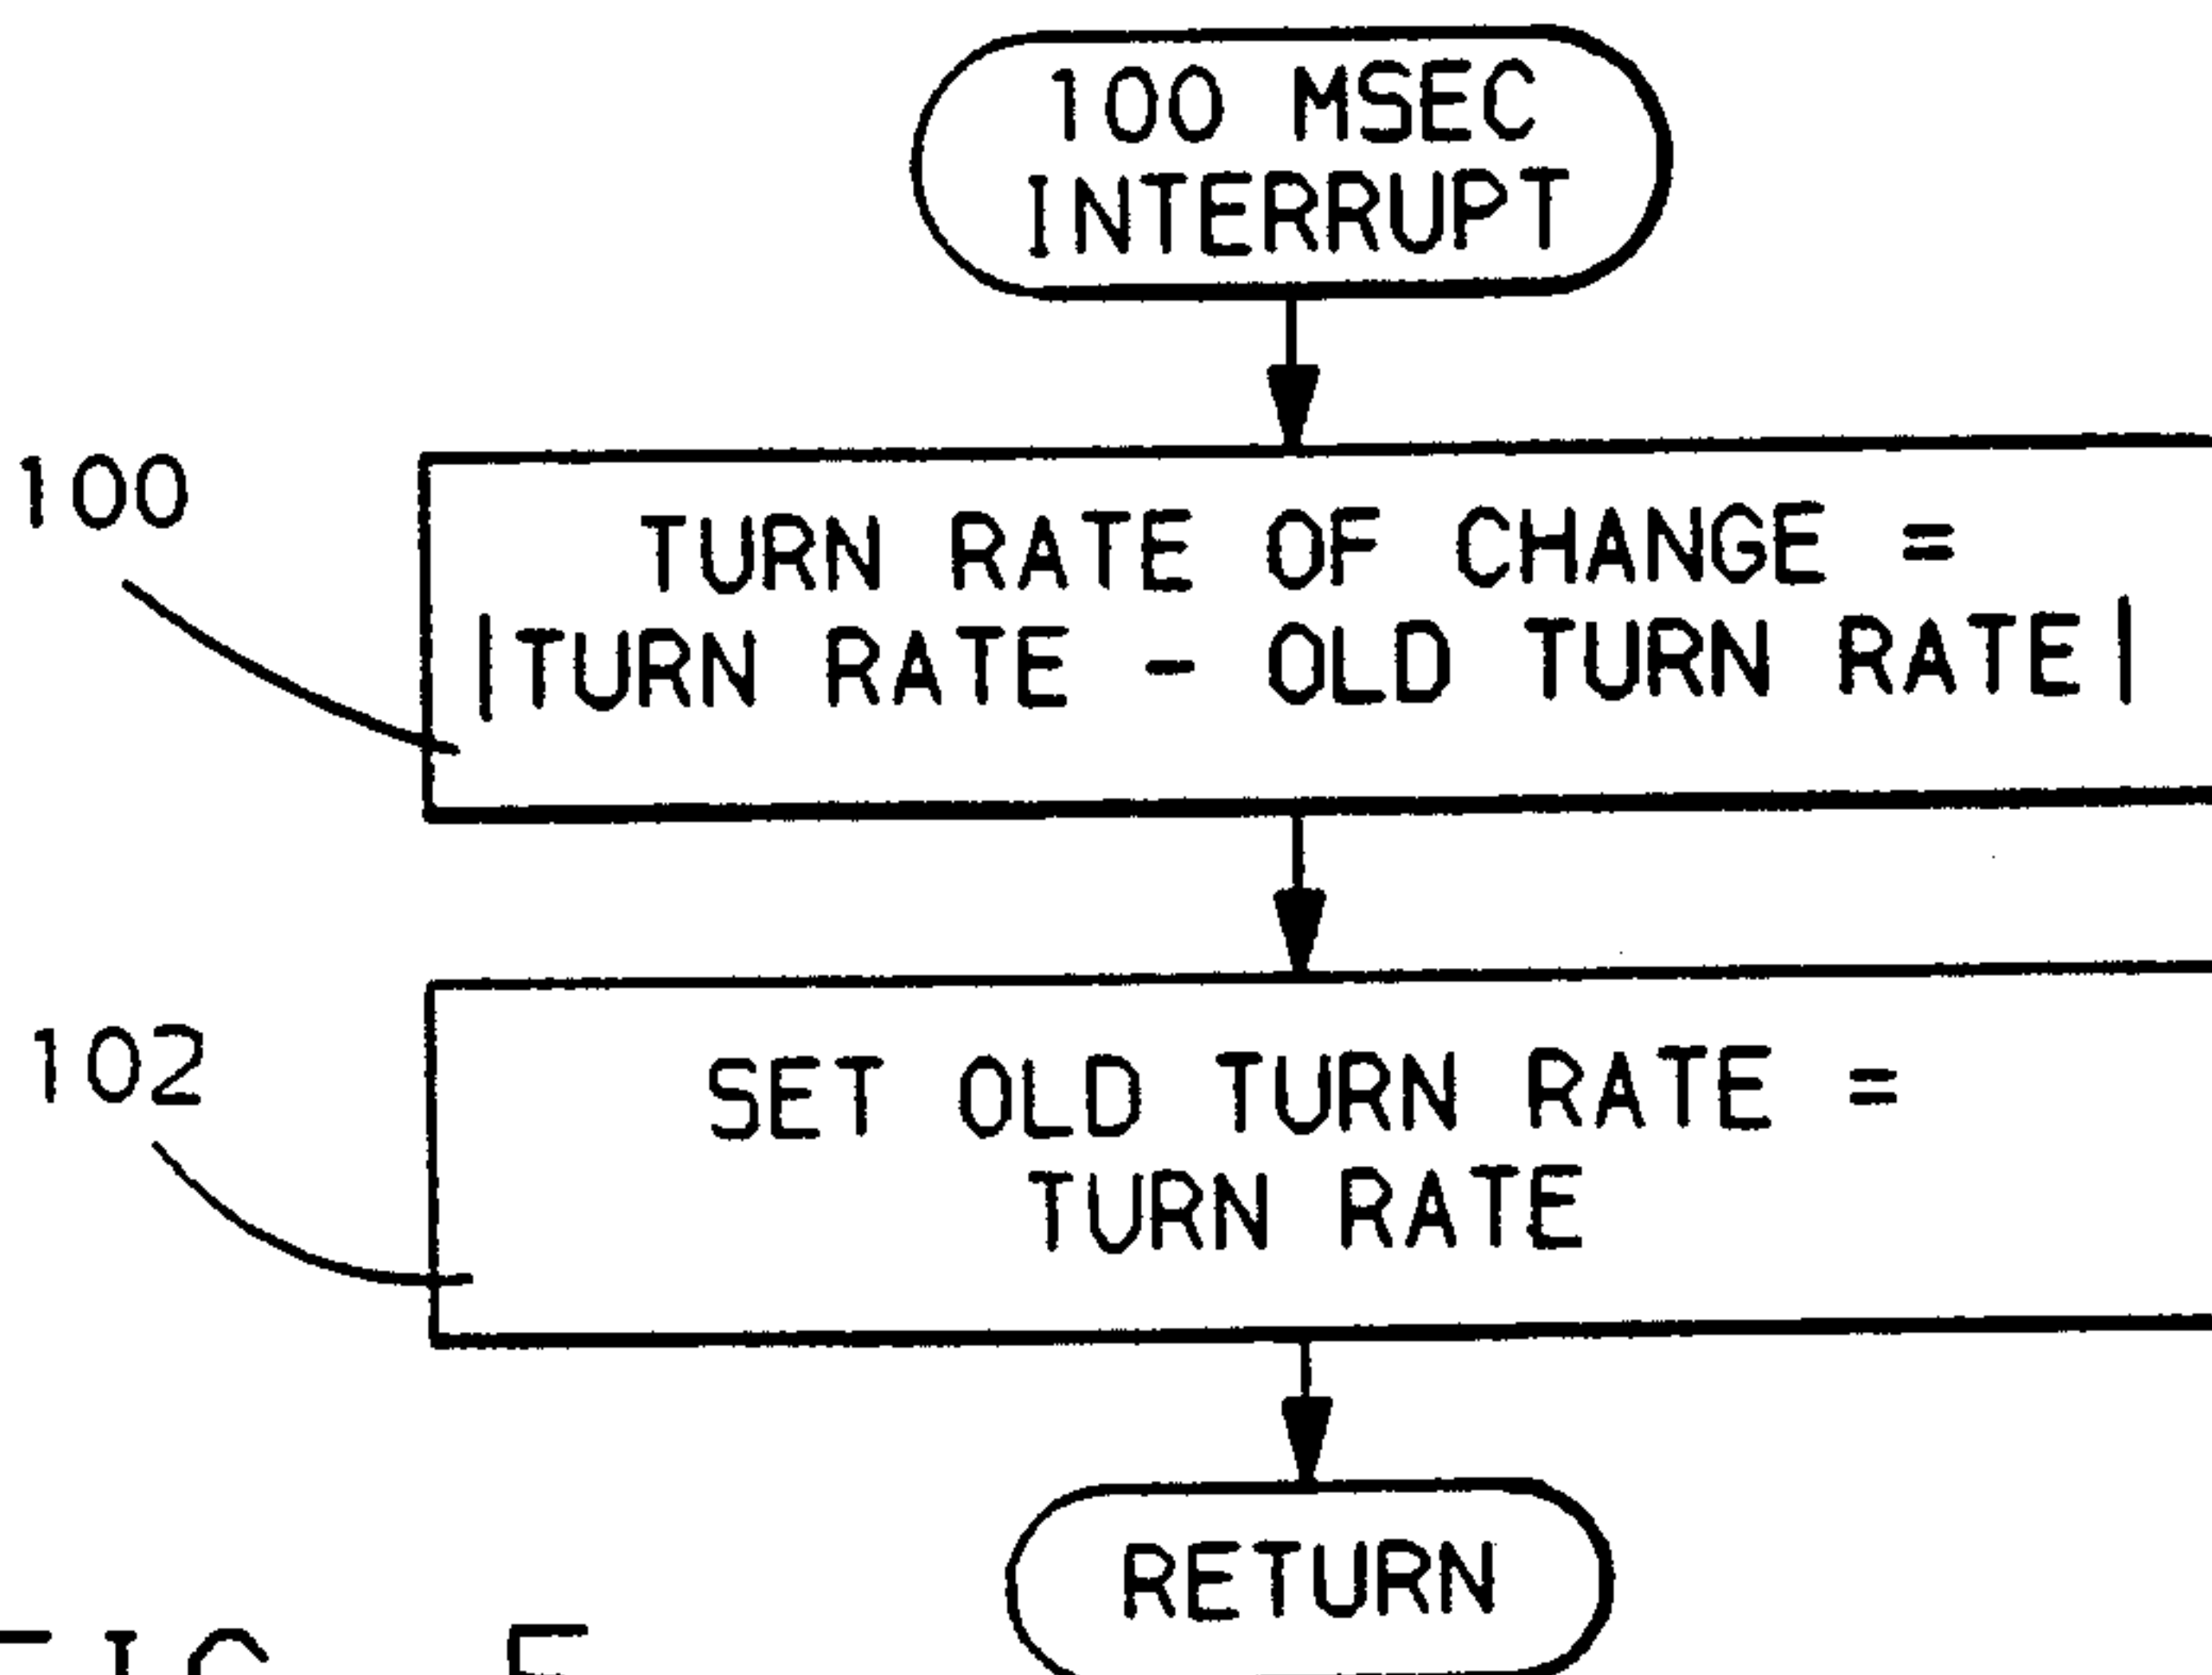 100 MSEC
INTERRUPT
100
TURN RATE OF CHANGE =
|TURN RATE - OLD TURN RATE|
102
SET OLD TURN RATE =
TURN RATE
RETURN